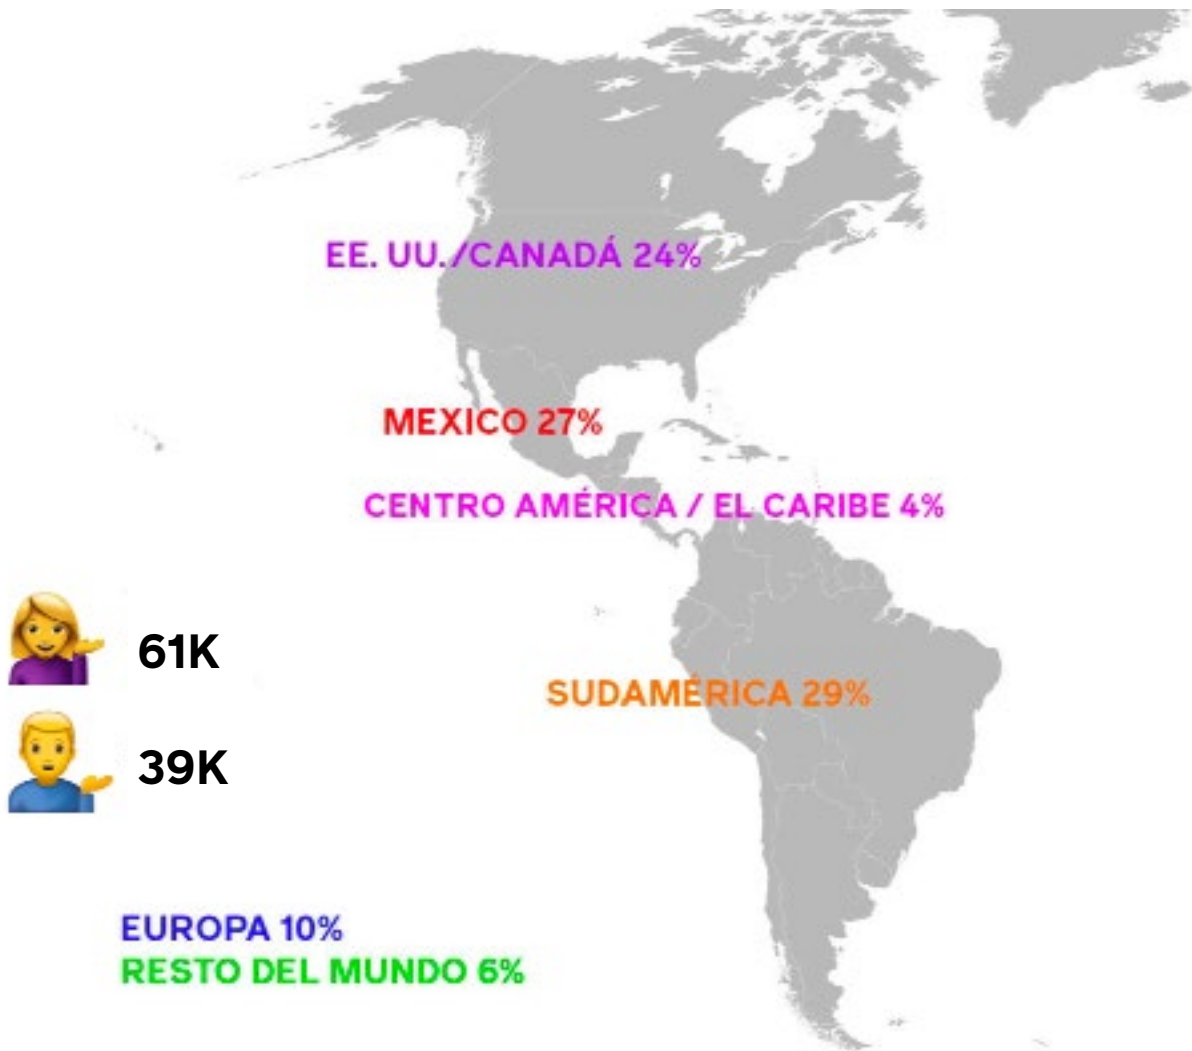 EE. UU./CANADÁ 24%
MEXICO 27%
CENTRO AMÉRICA / EL CARIBE 4%
61K
SUDAMÉRICA 29%
39K
EUROPA 10%
RESTO DEL MUNDO 6%